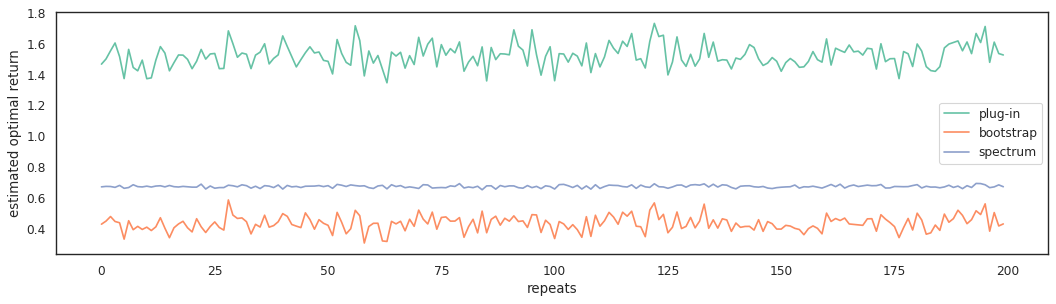 estimated optimal return
1.8
1.6
1.4
1.2
1.0
0.8
0.6
0.4
plug-in
bootstrap
spectrum
0 25 50 75 100 125 150 175 200
repeats